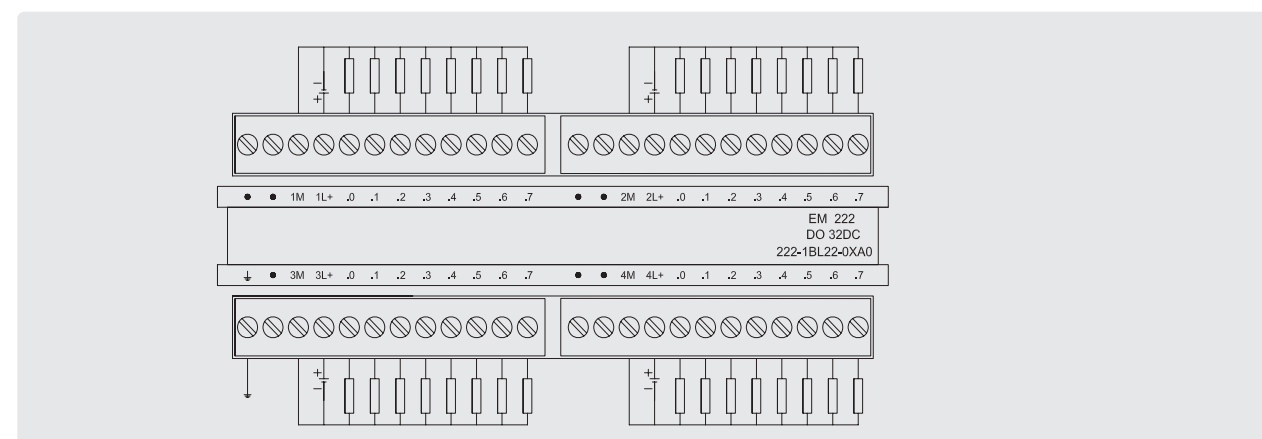 − −
+ +
● ● 1M 1L+ .0 .1 .2 .3 .4 .5 .6 .7 ● ● 2M 2L+ .0 .1 .2 .3 .4 .5 .6 .7
EM 222
DO 32DC
222-1BL22-0XA0
⏚ ● 3M 3L+ .0 .1 .2 .3 .4 .5 .6 .7 ● ● 4M 4L+ .0 .1 .2 .3 .4 .5 .6 .7
+ +
− −